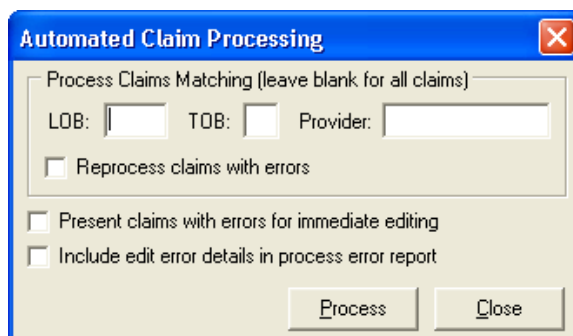 Automated Claim Processing
Process Claims Matching (leave blank for all claims)
LOB: TOB: Provider:
Reprocess claims with errors
Present claims with errors for immediate editing
Include edit error details in process error report
Process Close